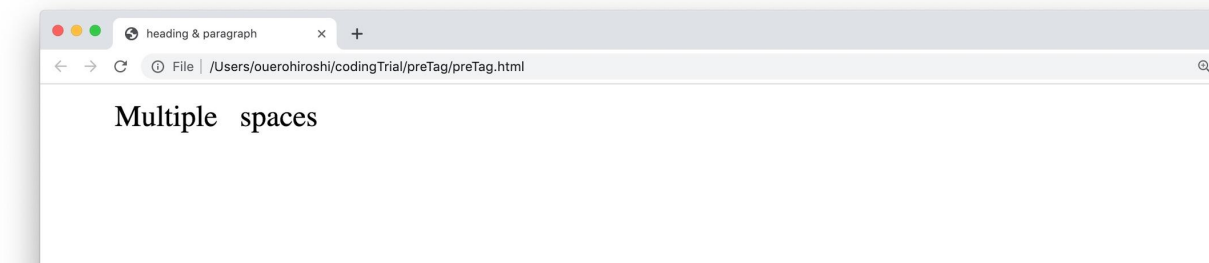 heading & paragraph
File | /Users/ouerohiroshi/codingTrial/preTag/preTag.html
Multiple   spaces